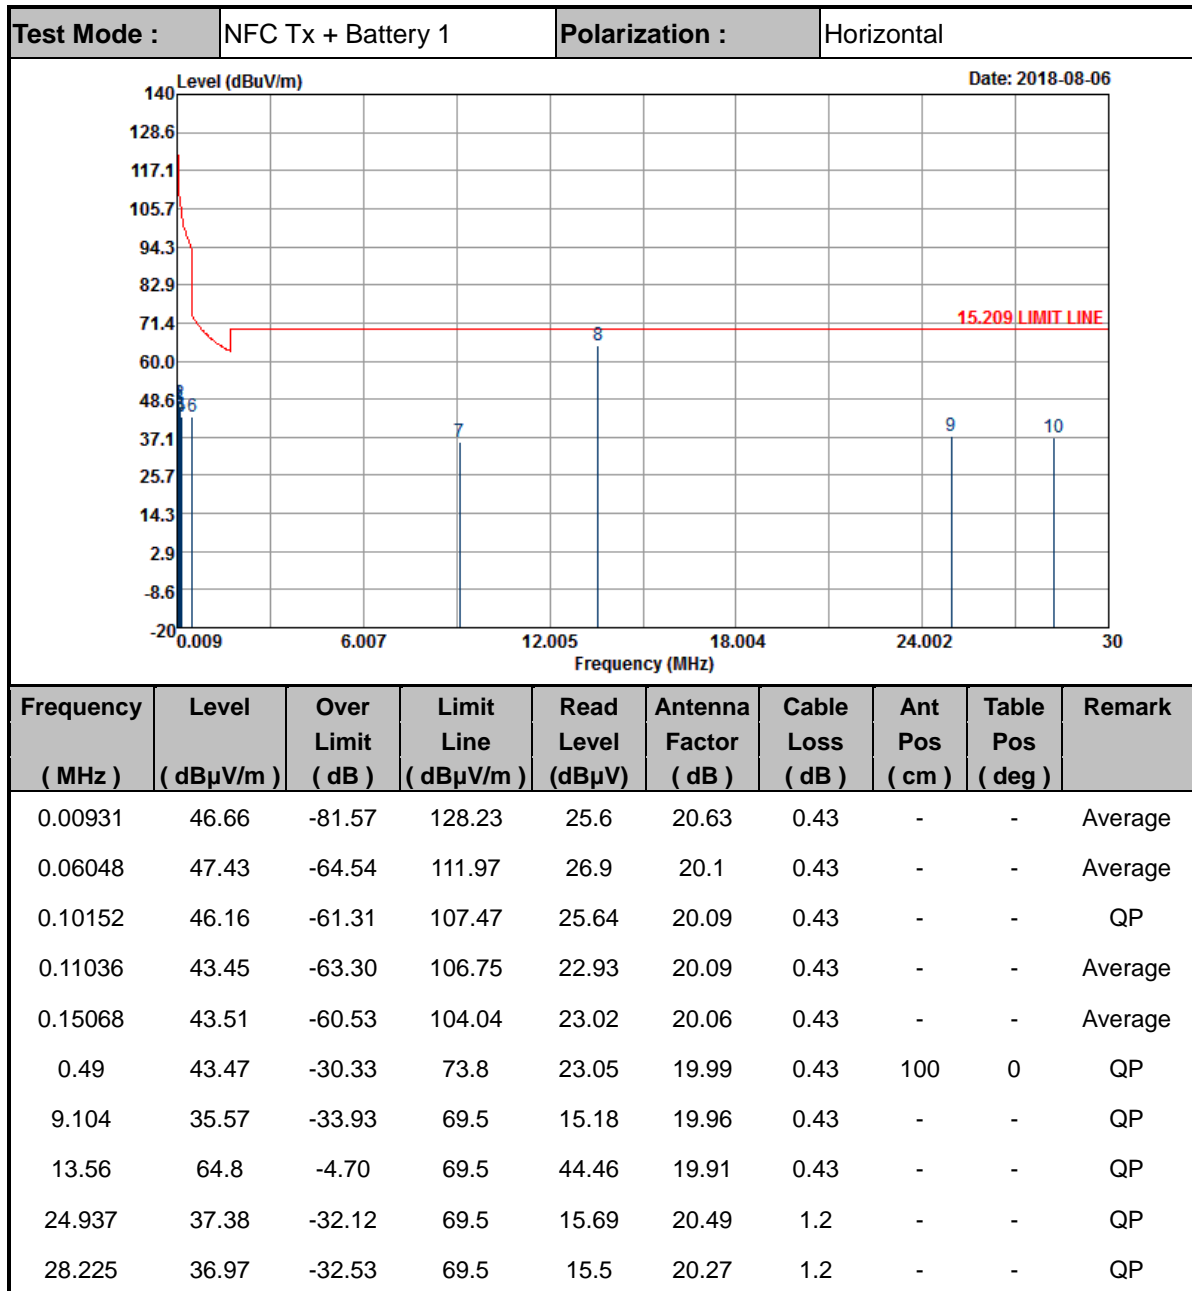 Test Mode : NFC Tx + Battery 1 Polarization : Horizontal
Level (dBuV/m) Date: 2018-08-06
140
128.6
117.1
105.7
94.3
82.9
71.4
15.209 LIMIT LINE
8
60.0
48.6
6
37.1
7
9
10
25.7
14.3
2.9
-8.6
-20
0.009 6.007 12.005 18.004 24.002 30
Frequency (MHz)
Frequency Level Over Limit Read Antenna Cable Ant Table Remark
Limit Line Level Factor Loss Pos Pos
( MHz ) ( dBµV/m ) ( dB ) ( dBµV/m ) (dBµV) ( dB ) ( dB ) ( cm ) ( deg )
0.00931 46.66 -81.57 128.23 25.6 20.63 0.43 - - Average
0.06048 47.43 -64.54 111.97 26.9 20.1 0.43 - - Average
0.10152 46.16 -61.31 107.47 25.64 20.09 0.43 - - QP
0.11036 43.45 -63.30 106.75 22.93 20.09 0.43 - - Average
0.15068 43.51 -60.53 104.04 23.02 20.06 0.43 - - Average
0.49 43.47 -30.33 73.8 23.05 19.99 0.43 100 0 QP
9.104 35.57 -33.93 69.5 15.18 19.96 0.43 - - QP
13.56 64.8 -4.70 69.5 44.46 19.91 0.43 - - QP
24.937 37.38 -32.12 69.5 15.69 20.49 1.2 - - QP
28.225 36.97 -32.53 69.5 15.5 20.27 1.2 - - QP